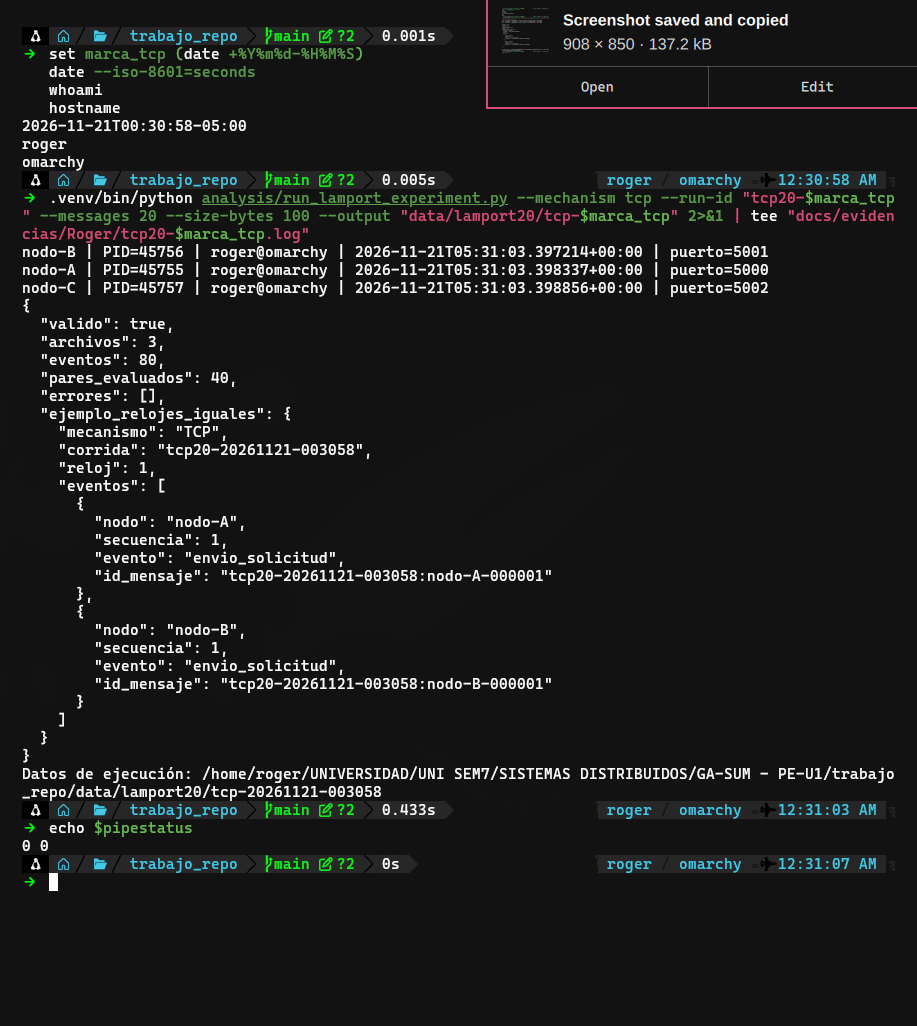 Screenshot saved and copied
908 × 850 · 137.2 kB
Open Edit
trabajo_repo main ?2 0.001s
→ set marca_tcp (date +%Y%m%d-%H%M%S)
date --iso-8601=seconds
whoami
hostname
2026-11-21T00:30:58-05:00
roger
omarchy
trabajo_repo main ?2 0.005s roger / omarchy 12:30:58 AM
→ .venv/bin/python analysis/run_lamport_experiment.py --mechanism tcp --run-id "tcp20-$marca_tcp
" --messages 20 --size-bytes 100 --output "data/lamport20/tcp-$marca_tcp" 2>&1 | tee "docs/eviden
cias/Roger/tcp20-$marca_tcp.log"
nodo-B | PID=45756 | roger@omarchy | 2026-11-21T05:31:03.397214+00:00 | puerto=5001
nodo-A | PID=45755 | roger@omarchy | 2026-11-21T05:31:03.398337+00:00 | puerto=5000
nodo-C | PID=45757 | roger@omarchy | 2026-11-21T05:31:03.398856+00:00 | puerto=5002
{
"valido": true,
"archivos": 3,
"eventos": 80,
"pares_evaluados": 40,
"errores": [],
"ejemplo_relojes_iguales": {
"mecanismo": "TCP",
"corrida": "tcp20-20261121-003058",
"reloj": 1,
"eventos": [
{
"nodo": "nodo-A",
"secuencia": 1,
"evento": "envio_solicitud",
"id_mensaje": "tcp20-20261121-003058:nodo-A-000001"
},
{
"nodo": "nodo-B",
"secuencia": 1,
"evento": "envio_solicitud",
"id_mensaje": "tcp20-20261121-003058:nodo-B-000001"
}
]
}
}
Datos de ejecución: /home/roger/UNIVERSIDAD/UNI SEM7/SISTEMAS DISTRIBUIDOS/GA-SUM - PE-U1/trabajo
_repo/data/lamport20/tcp-20261121-003058
trabajo_repo main ?2 0.433s roger / omarchy 12:31:03 AM
→ echo $pipestatus
0 0
trabajo_repo main ?2 0s roger / omarchy 12:31:07 AM
→